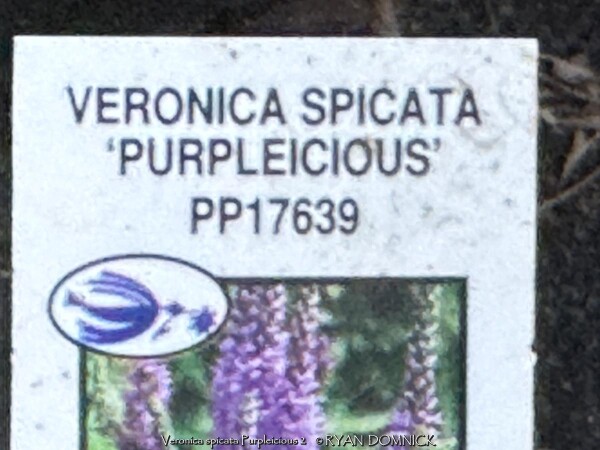 VERONICA SPICATA
‘PURPLEICIOUS’
PP17639
Veronica spicata Purpleicious 2 ©RYAN DOMNICK